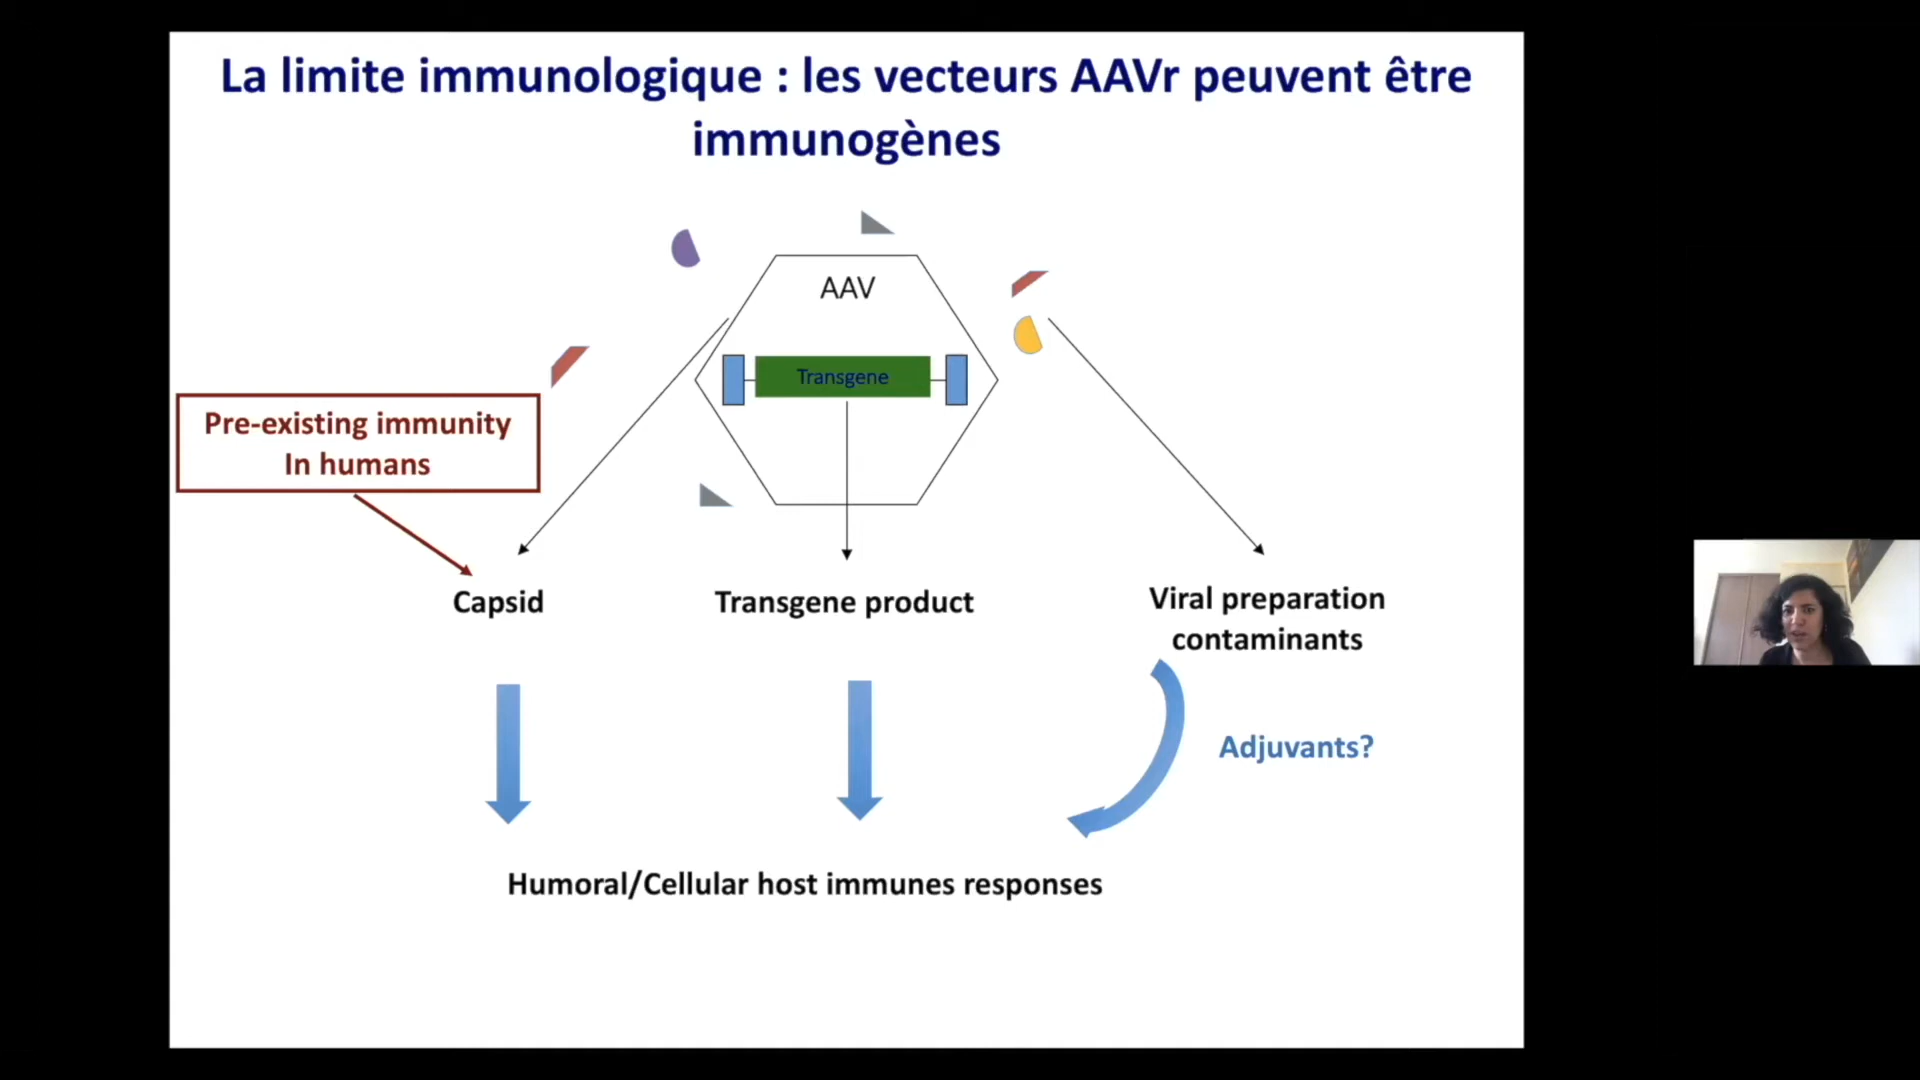 La limite immunologique : les vecteurs AAVr peuvent être
immunogènes
AAV
Transgene
Pre-existing immunity
In humans
Capsid
Transgene product
Viral preparation
contaminants
Adjuvants?
Humoral/Cellular host immunes responses